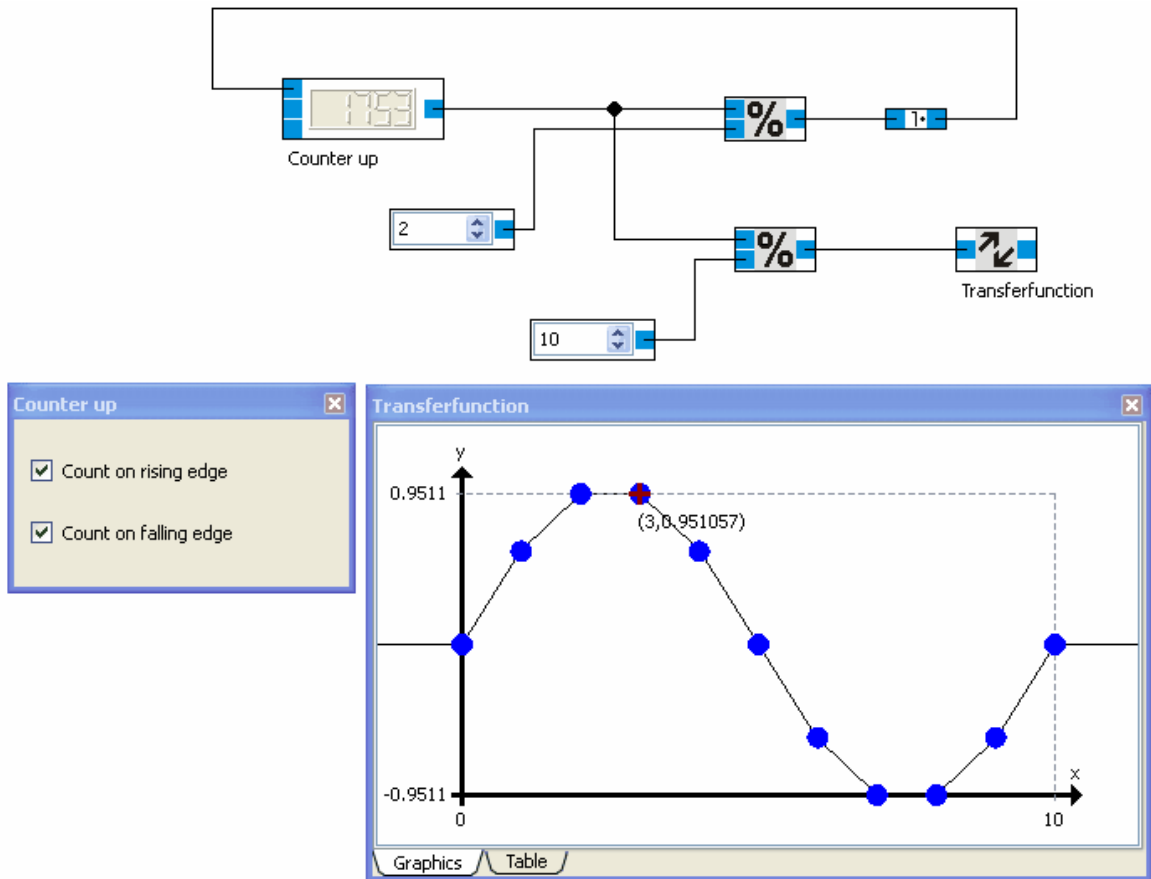 1753
%
1
Counter up
2
%
Transferfunction
10
Counter up
Transferfunction
Count on rising edge
Count on falling edge
y
0.9511
(3,0.951057)
-0.9511
x
0
10
Graphics
Table